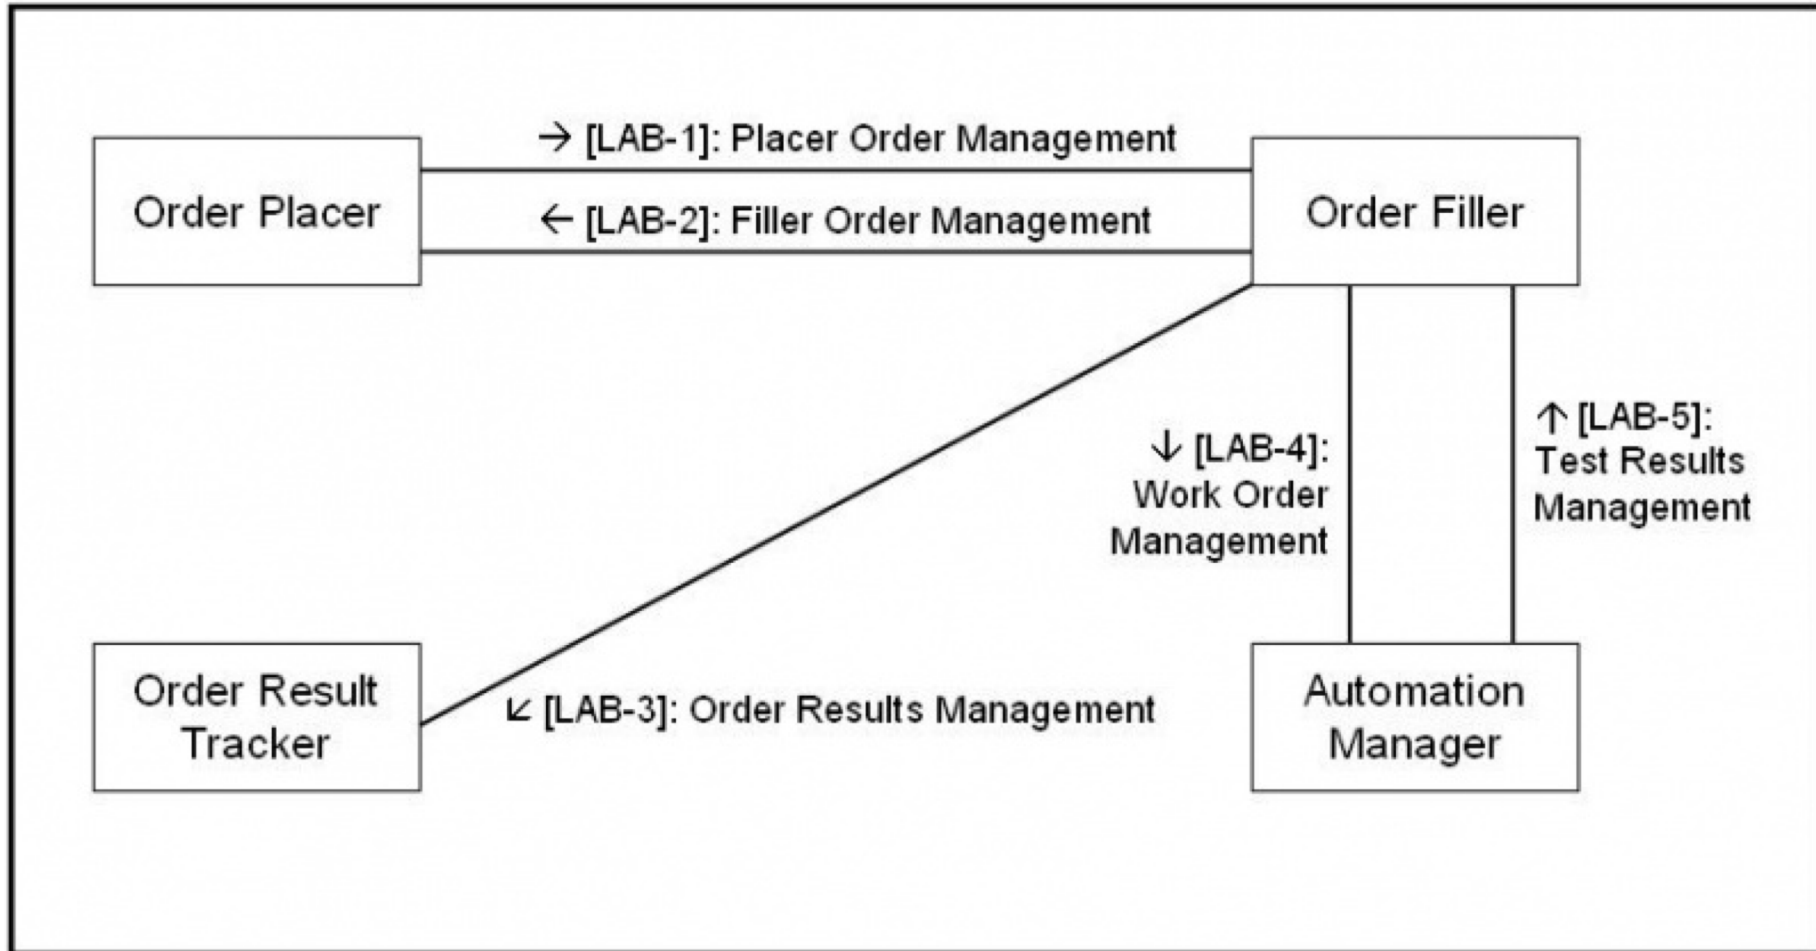 → [LAB-1]: Placer Order Management
Order Placer
← [LAB-2]: Filler Order Management
Order Filler
↓ [LAB-4]:
Work Order
Management
↑ [LAB-5]:
Test Results
Management
Order Result
Tracker
↙ [LAB-3]: Order Results Management
Automation
Manager